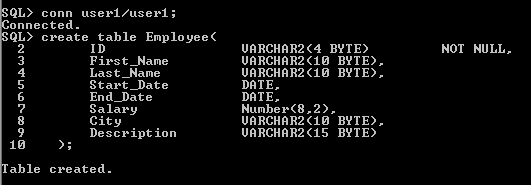 SQL> conn user1/user1;
Connected.
SQL> create table Employee(
2 ID VARCHAR2(4 BYTE) NOT NULL,
3 First_Name VARCHAR2(10 BYTE),
4 Last_Name VARCHAR2(10 BYTE),
5 Start_Date DATE,
6 End_Date DATE,
7 Salary Number(8,2),
8 City VARCHAR2(10 BYTE),
9 Description VARCHAR2(15 BYTE)
10 );
Table created.